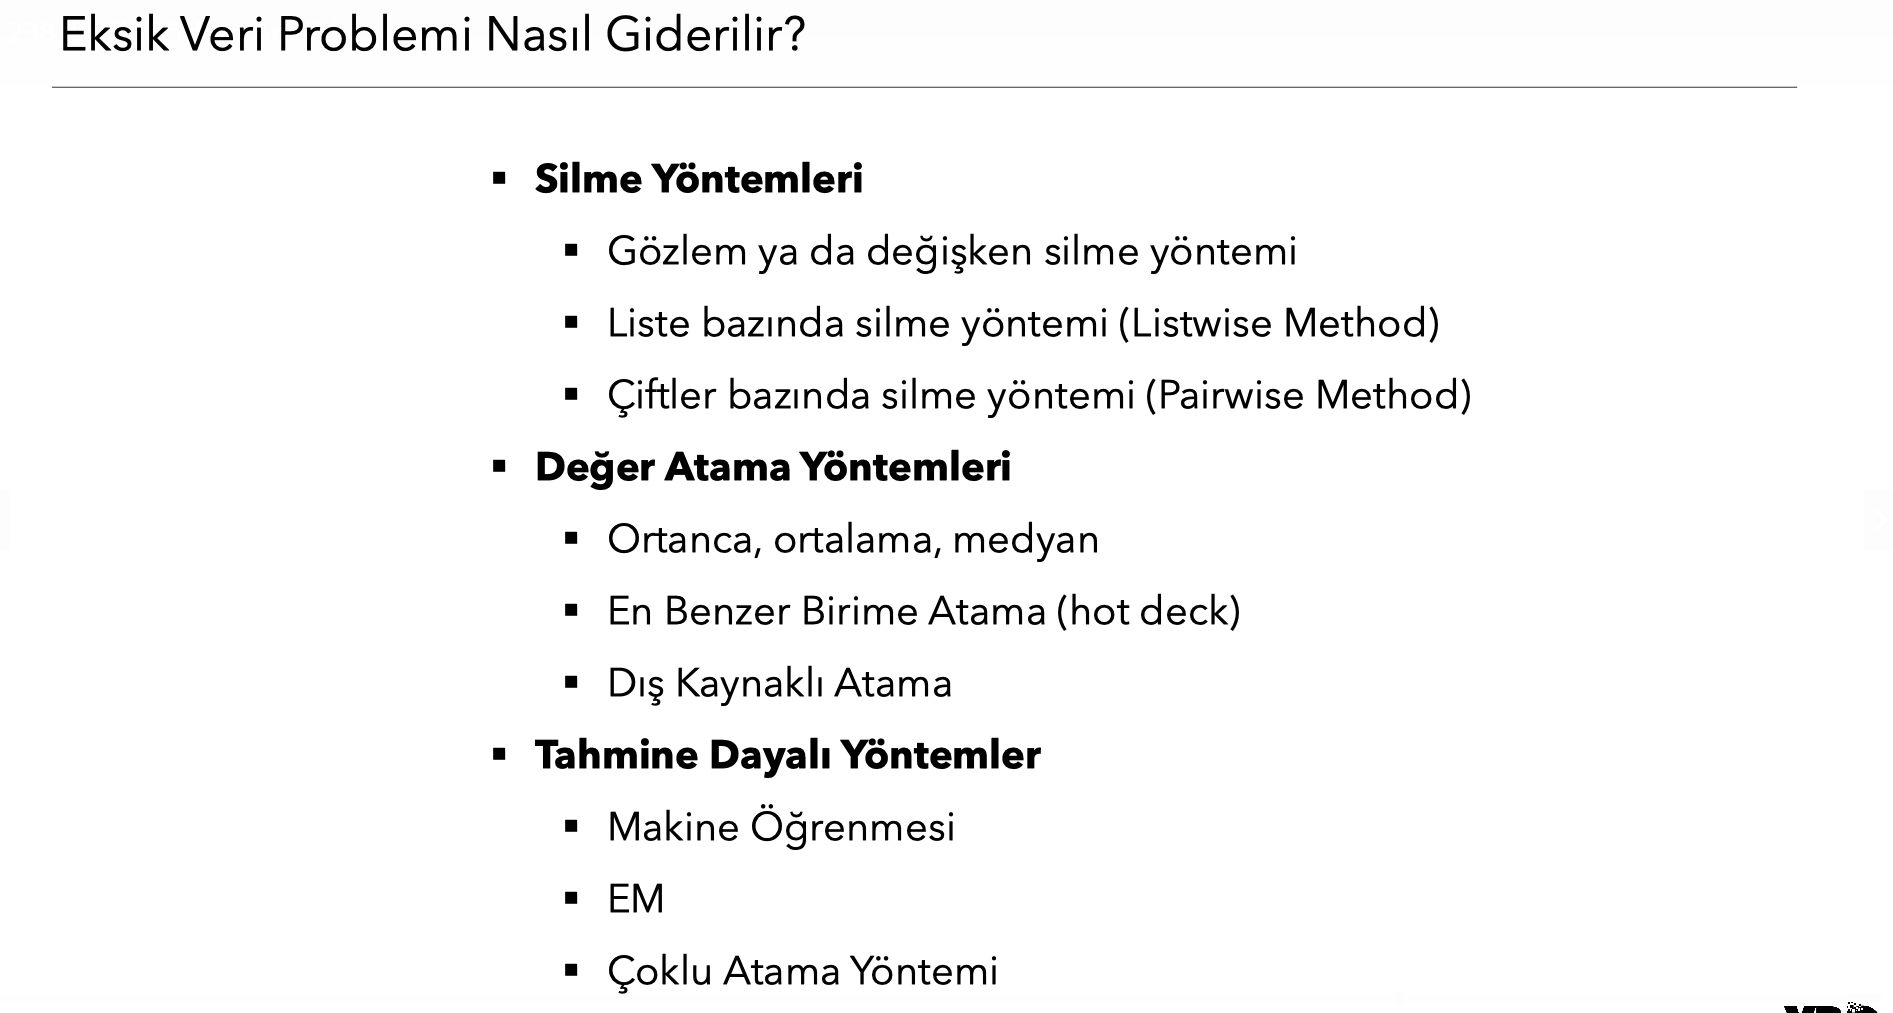 Eksik Veri Problemi Nasıl Giderilir?
▪ Silme Yöntemleri
▪ Gözlem ya da değişken silme yöntemi
▪ Liste bazında silme yöntemi (Listwise Method)
▪ Çiftler bazında silme yöntemi (Pairwise Method)
▪ Değer Atama Yöntemleri
▪ Ortanca, ortalama, medyan
▪ En Benzer Birime Atama (hot deck)
▪ Dış Kaynaklı Atama
▪ Tahmine Dayalı Yöntemler
▪ Makine Öğrenmesi
▪ EM
▪ Çoklu Atama Yöntemi